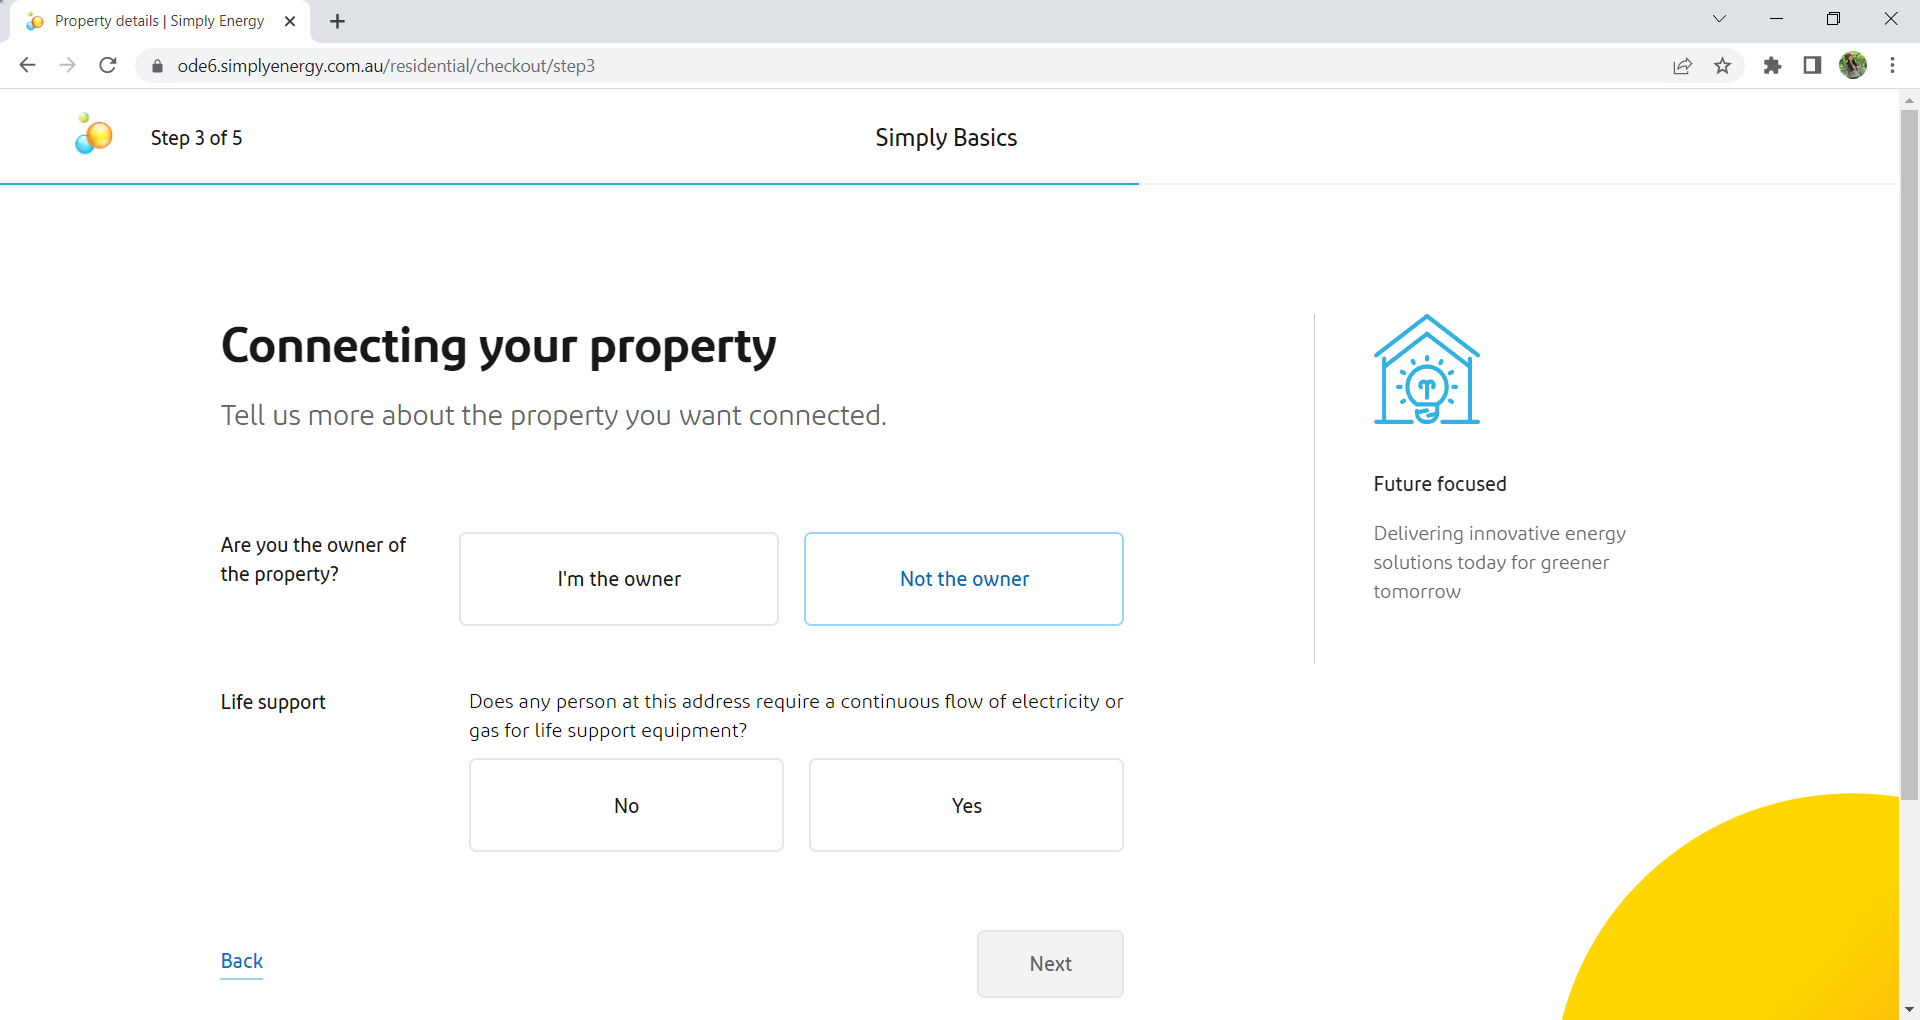 Property details | Simply Energy
ode6.simplyenergy.com.au/residential/checkout/step3
Step 3 of 5
Simply Basics
Connecting your property
Tell us more about the property you want connected.
Are you the owner of
the property?
I'm the owner
Not the owner
Life support
Does any person at this address require a continuous flow of electricity or
gas for life support equipment?
No
Yes
Back
Next
Future focused
Delivering innovative energy
solutions today for greener
tomorrow